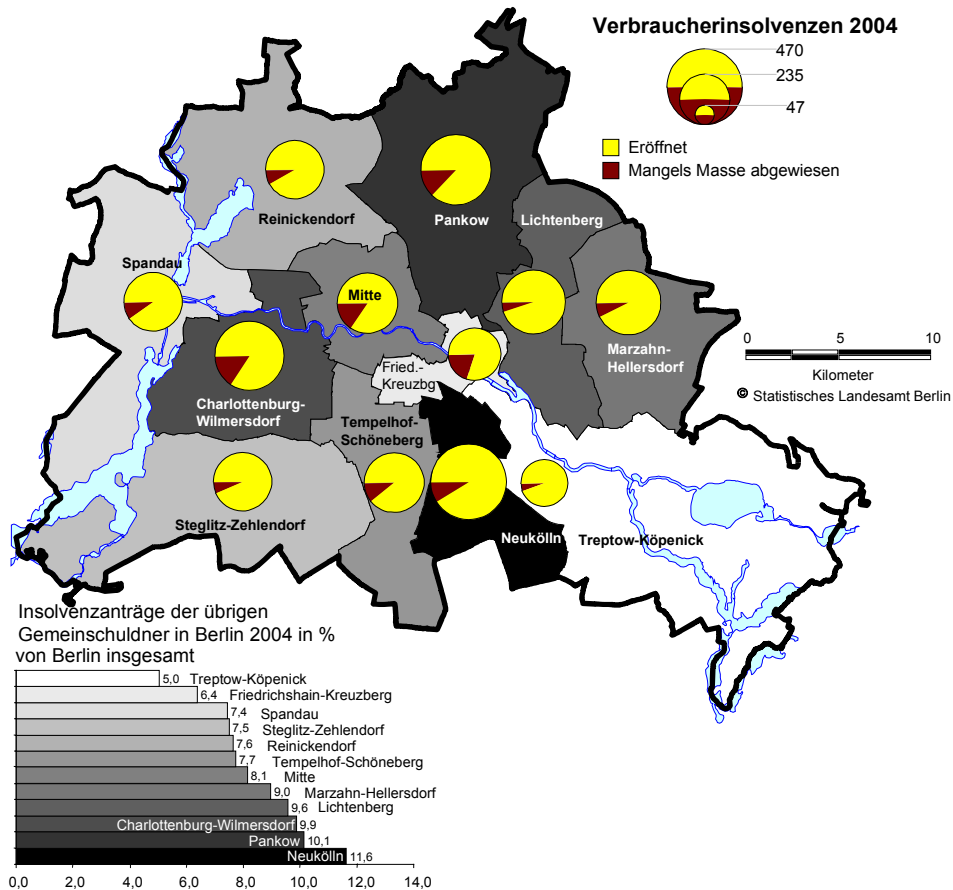 Verbraucherinsolvenzen 2004
470
235
47
Eröffnet
Mangels Masse abgewiesen
Reinickendorf
Pankow
Lichtenberg
Spandau
Mitte
Marzahn-
Hellersdorf
Fried.-
Kreuzbg
Charlottenburg-
Wilmersdorf
Tempelhof-
Schöneberg
Steglitz-Zehlendorf
Neukölln
Treptow-Köpenick
0 5 10
Kilometer
© Statistisches Landesamt Berlin
Insolvenzanträge der übrigen
Gemeinschuldner in Berlin 2004 in %
von Berlin insgesamt
5,0 Treptow-Köpenick
6,4 Friedrichshain-Kreuzberg
7,4 Spandau
7,5 Steglitz-Zehlendorf
7,6 Reinickendorf
7,7 Tempelhof-Schöneberg
8,1 Mitte
9,0 Marzahn-Hellersdorf
9,6 Lichtenberg
Charlottenburg-Wilmersdorf 9,9
Pankow 10,1
Neukölln 11,6
0,0 2,0 4,0 6,0 8,0 10,0 12,0 14,0